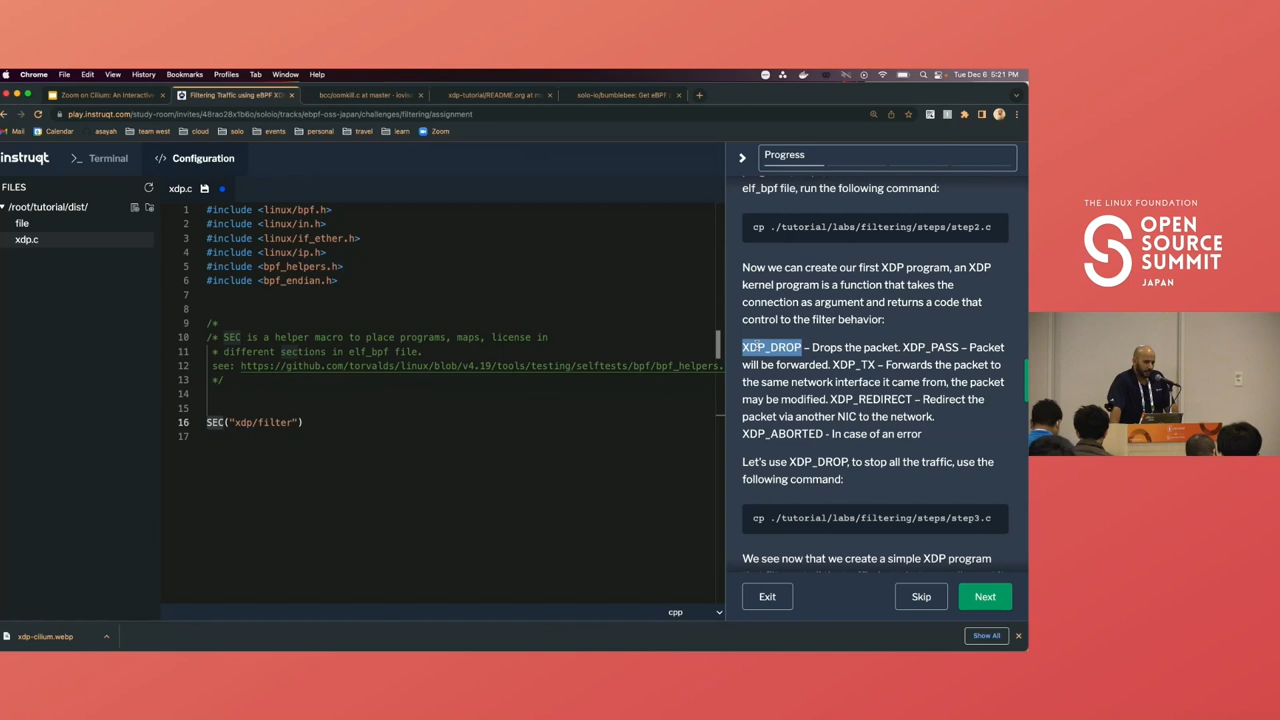 Chrome File Edit View History Bookmarks Profiles Tab Window Help
Tue Dec 6 5:21 PM
Zoom on Cilium: An Interactive
Filtering Traffic using eBPF XD
bcc/oomkill.c at master · iovis
xdp-tutorial/README.org at m
solo-io/bumblebee: Get eBPF p
play.instruqt.com/study-room/invites/48rao28x1b6o/soloio/tracks/ebpf-oss-japan/challenges/filtering/assignment
Mail Calendar asayah team west cloud solo events personal travel learn Zoom
instruqt
>_ Terminal
</> Configuration
Progress
FILES
xdp.c
/root/tutorial/dist/
file
xdp.c
1 #include <linux/bpf.h>
2 #include <linux/in.h>
3 #include <linux/if_ether.h>
4 #include <linux/ip.h>
5 #include <bpf_helpers.h>
6 #include <bpf_endian.h>
7
8
9 /*
10 /* SEC is a helper macro to place programs, maps, license in
11 * different sections in elf_bpf file.
12 see: https://github.com/torvalds/linux/blob/v4.19/tools/testing/selftests/bpf/bpf_helpers.
13 */
14
15
16 SEC("xdp/filter")
17
cpp
elf_bpf file, run the following command:
cp ./tutorial/labs/filtering/steps/step2.c
Now we can create our first XDP program, an XDP
kernel program is a function that takes the
connection as argument and returns a code that
control to the filter behavior:
XDP_DROP – Drops the packet. XDP_PASS – Packet
will be forwarded. XDP_TX – Forwards the packet to
the same network interface it came from, the packet
may be modified. XDP_REDIRECT – Redirect the
packet via another NIC to the network.
XDP_ABORTED - In case of an error
Let's use XDP_DROP, to stop all the traffic, use the
following command:
cp ./tutorial/labs/filtering/steps/step3.c
We see now that we create a simple XDP program
Exit
Skip
Next
xdp-cilium.webp
Show All
THE LINUX FOUNDATION
OPEN
SOURCE
SUMMIT
JAPAN